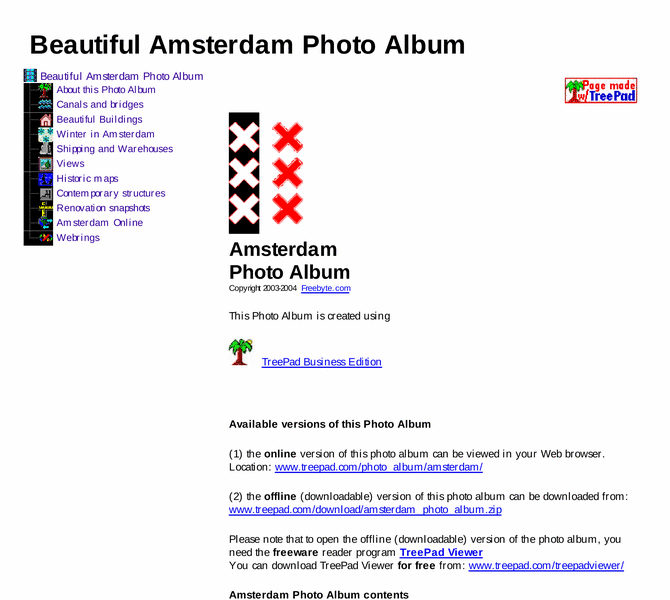 Beautiful Amsterdam Photo Album
Beautiful Amsterdam Photo Album
About this Photo Album
Canals and bridges
Beautiful Buildings
Winter in Amsterdam
Shipping and Warehouses
Views
Historic maps
Contemporary structures
Renovation snapshots
Amsterdam Online
Webrings
Page made
w/TreePad
Amsterdam
Photo Album
Copyright 2003-2004 Freebyte.com
This Photo Album is created using
TreePad Business Edition
Available versions of this Photo Album
(1) the online version of this photo album can be viewed in your Web browser.
Location: www.treepad.com/photo_album/amsterdam/
(2) the offline (downloadable) version of this photo album can be downloaded from:
www.treepad.com/download/amsterdam_photo_album.zip
Please note that to open the offline (downloadable) version of the photo album, you
need the freeware reader program TreePad Viewer
You can download TreePad Viewer for free from: www.treepad.com/treepadviewer/
Amsterdam Photo Album contents